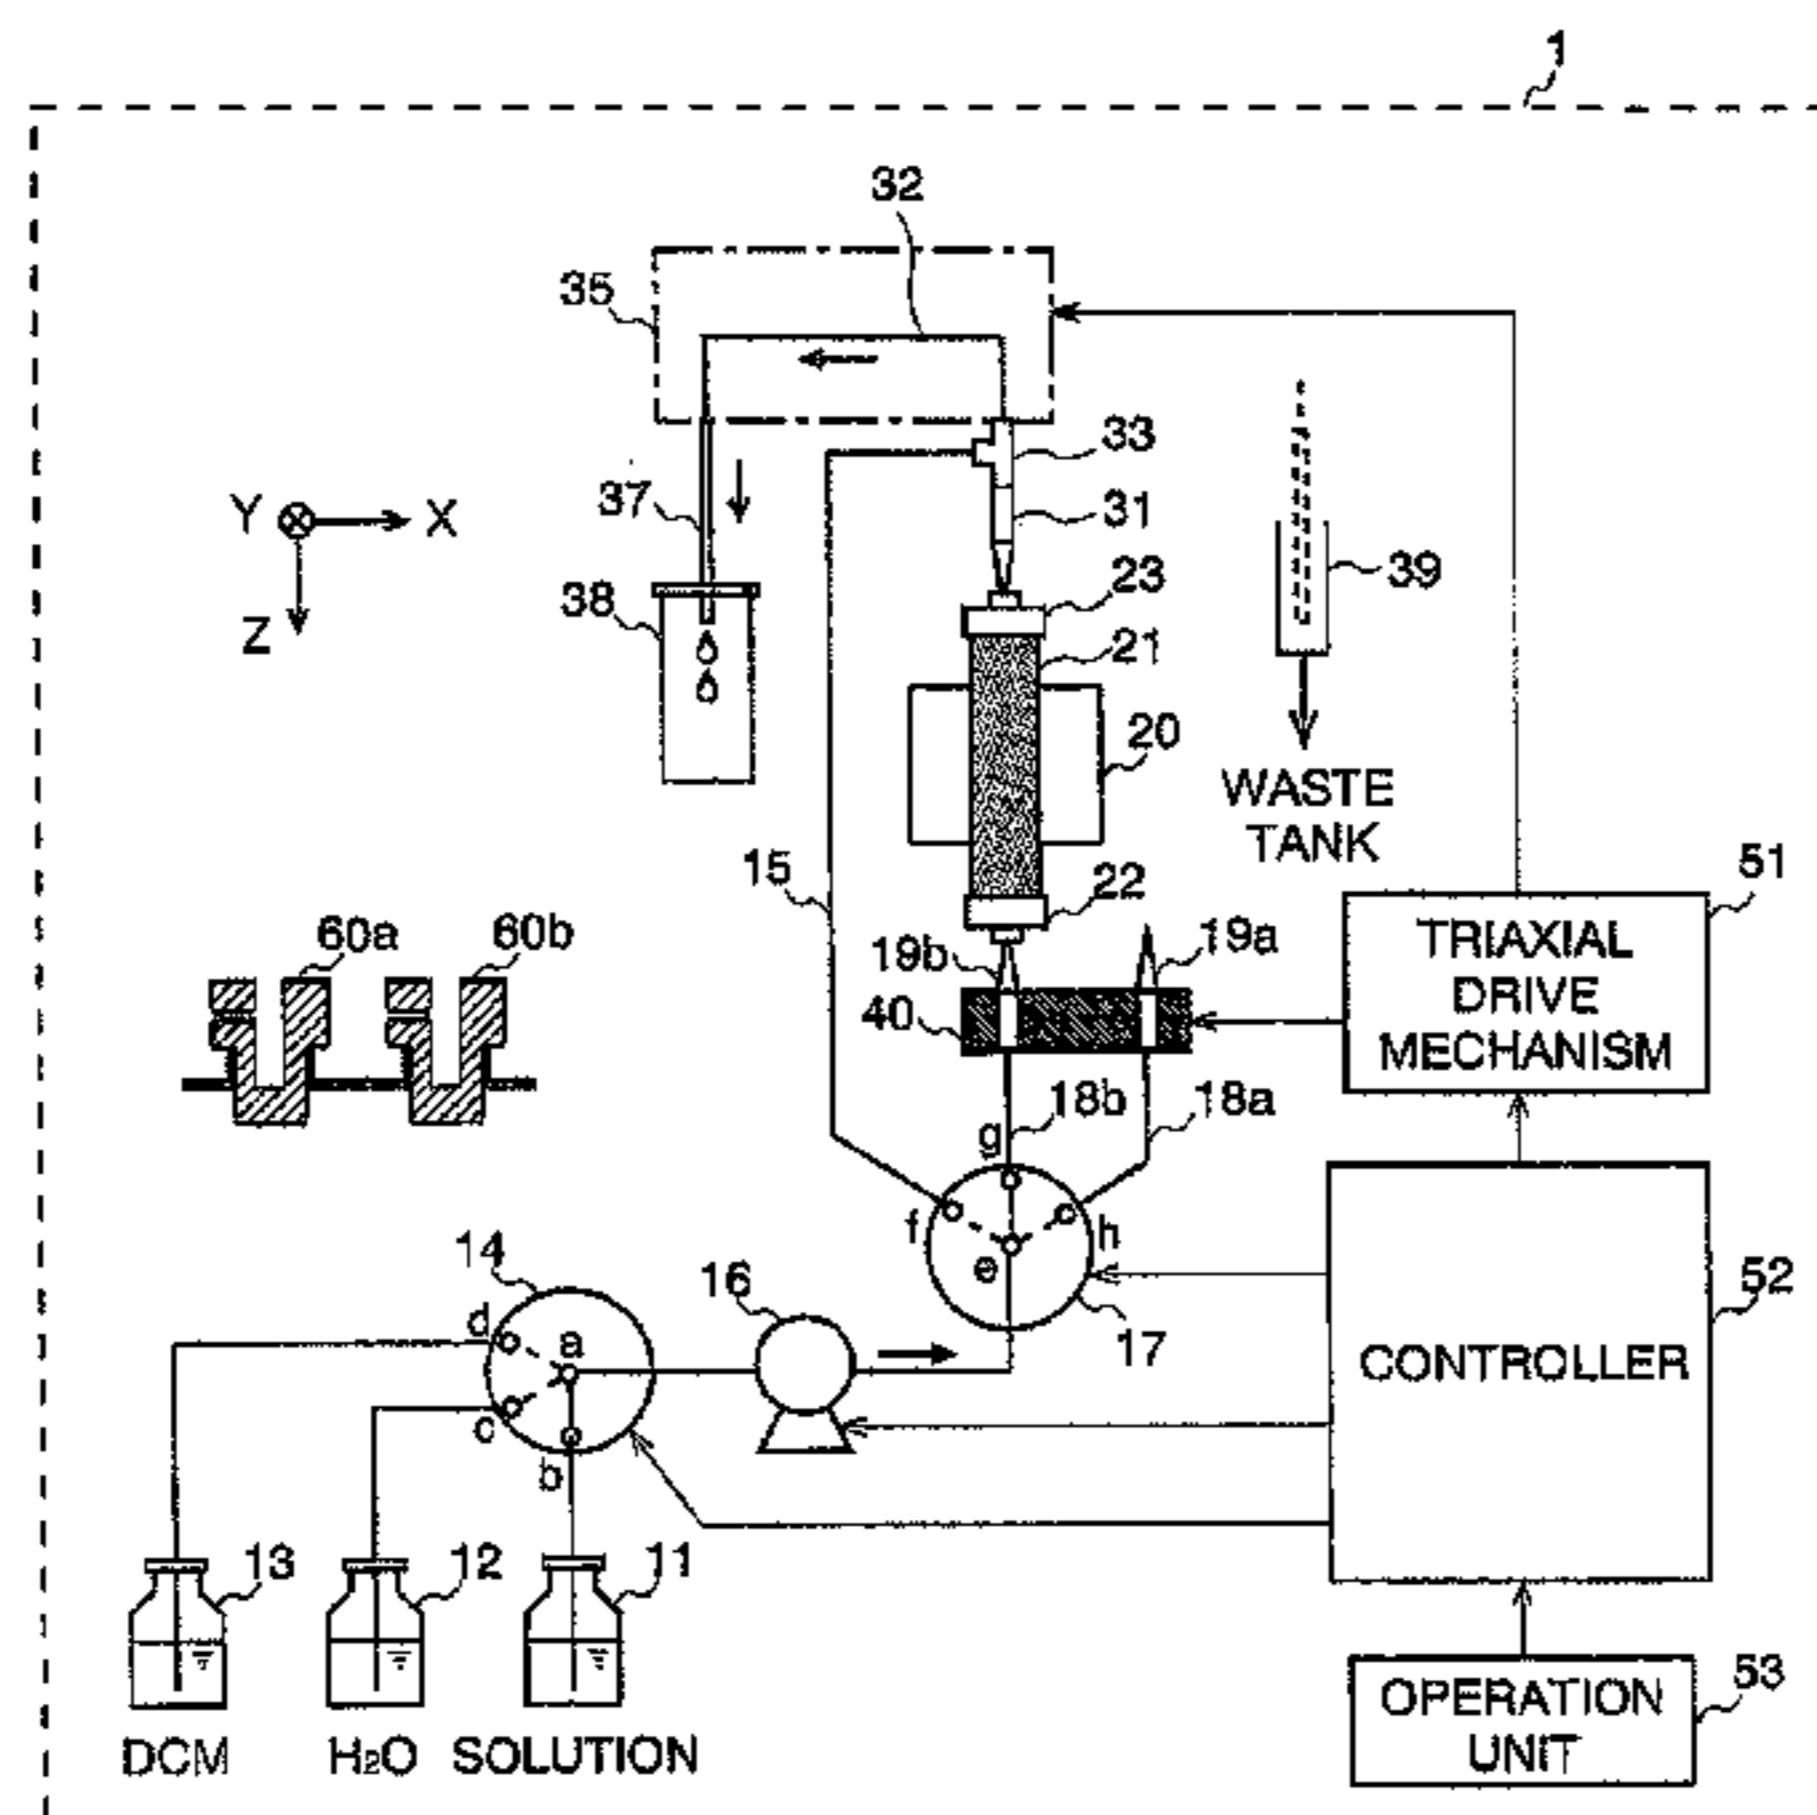 1
32
35
33
Y X
37
31
Z
38
23
39
21
20
WASTE
TANK
15
22
51
60a 60b
19b 19a
TRIAXIAL
DRIVE
MECHANISM
40
18b 18a
g
f h
e
14
16
17
52
CONTROLLER
d a
c
b
13 12 11
53
OPERATION
UNIT
DCM H₂O SOLUTION